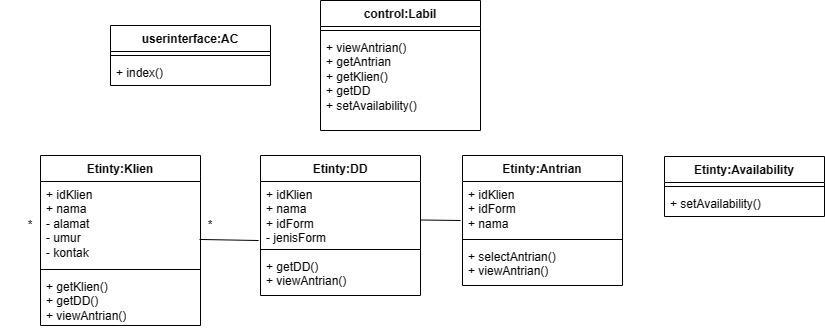 userinterface:AC
+ index()
control:Labil
+ viewAntrian()
+ getAntrian
+ getKlien()
+ getDD
+ setAvailability()
Etinty:Klien
+ idKlien
+ nama
- alamat
- umur
- kontak
+ getKlien()
+ getDD()
+ viewAntrian()
*
*
Etinty:DD
+ idKlien
+ nama
+ idForm
- jenisForm
+ getDD()
+ viewAntrian()
Etinty:Antrian
+ idKlien
+ idForm
+ nama
+ selectAntrian()
+ viewAntrian()
Etinty:Availability
+ setAvailability()